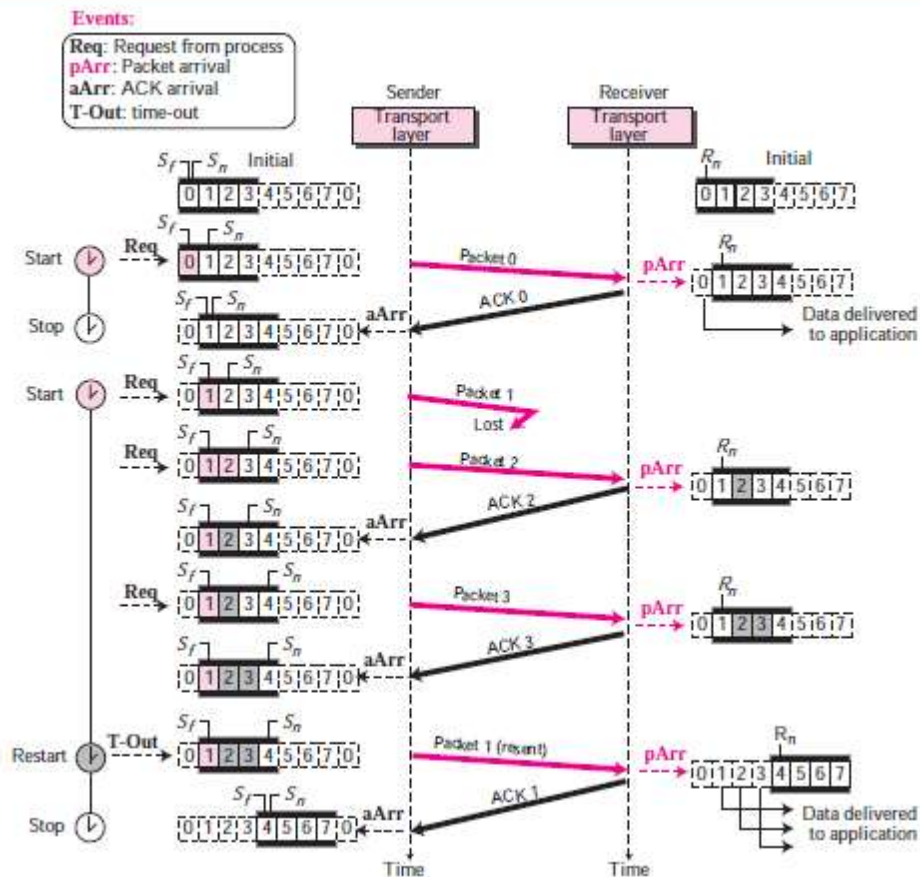 Events:
Req: Request from process
pArr: Packet arrival
aArr: ACK arrival
T-Out: time-out
Sender
Transport layer
Receiver
Transport layer
Sf Sn Initial
0 1 2 3 4 5 6 7 0
Rn Initial
0 1 2 3 4 5 6 7
Start
Req
Sf Sn
0 1 2 3 4 5 6 7 0
Packet 0
pArr
Rn
0 1 2 3 4 5 6 7
Data delivered
to application
Stop
Sf Sn
0 1 2 3 4 5 6 7 0
aArr
ACK 0
Start
Req
Sf Sn
0 1 2 3 4 5 6 7 0
Packet 1
Lost
Req
Sf Sn
0 1 2 3 4 5 6 7 0
Packet 2
pArr
Rn
0 1 2 3 4 5 6 7
Sf Sn
0 1 2 3 4 5 6 7 0
aArr
ACK 2
Req
Sf Sn
0 1 2 3 4 5 6 7 0
Packet 3
pArr
Rn
0 1 2 3 4 5 6 7
Sf Sn
0 1 2 3 4 5 6 7 0
aArr
ACK 3
Restart
T-Out
Sf Sn
0 1 2 3 4 5 6 7 0
Packet 1 (resent)
pArr
Rn
0 1 2 3 4 5 6 7
Data delivered
to application
Stop
Sf Sn
0 1 2 3 4 5 6 7 0
aArr
ACK 1
Time
Time